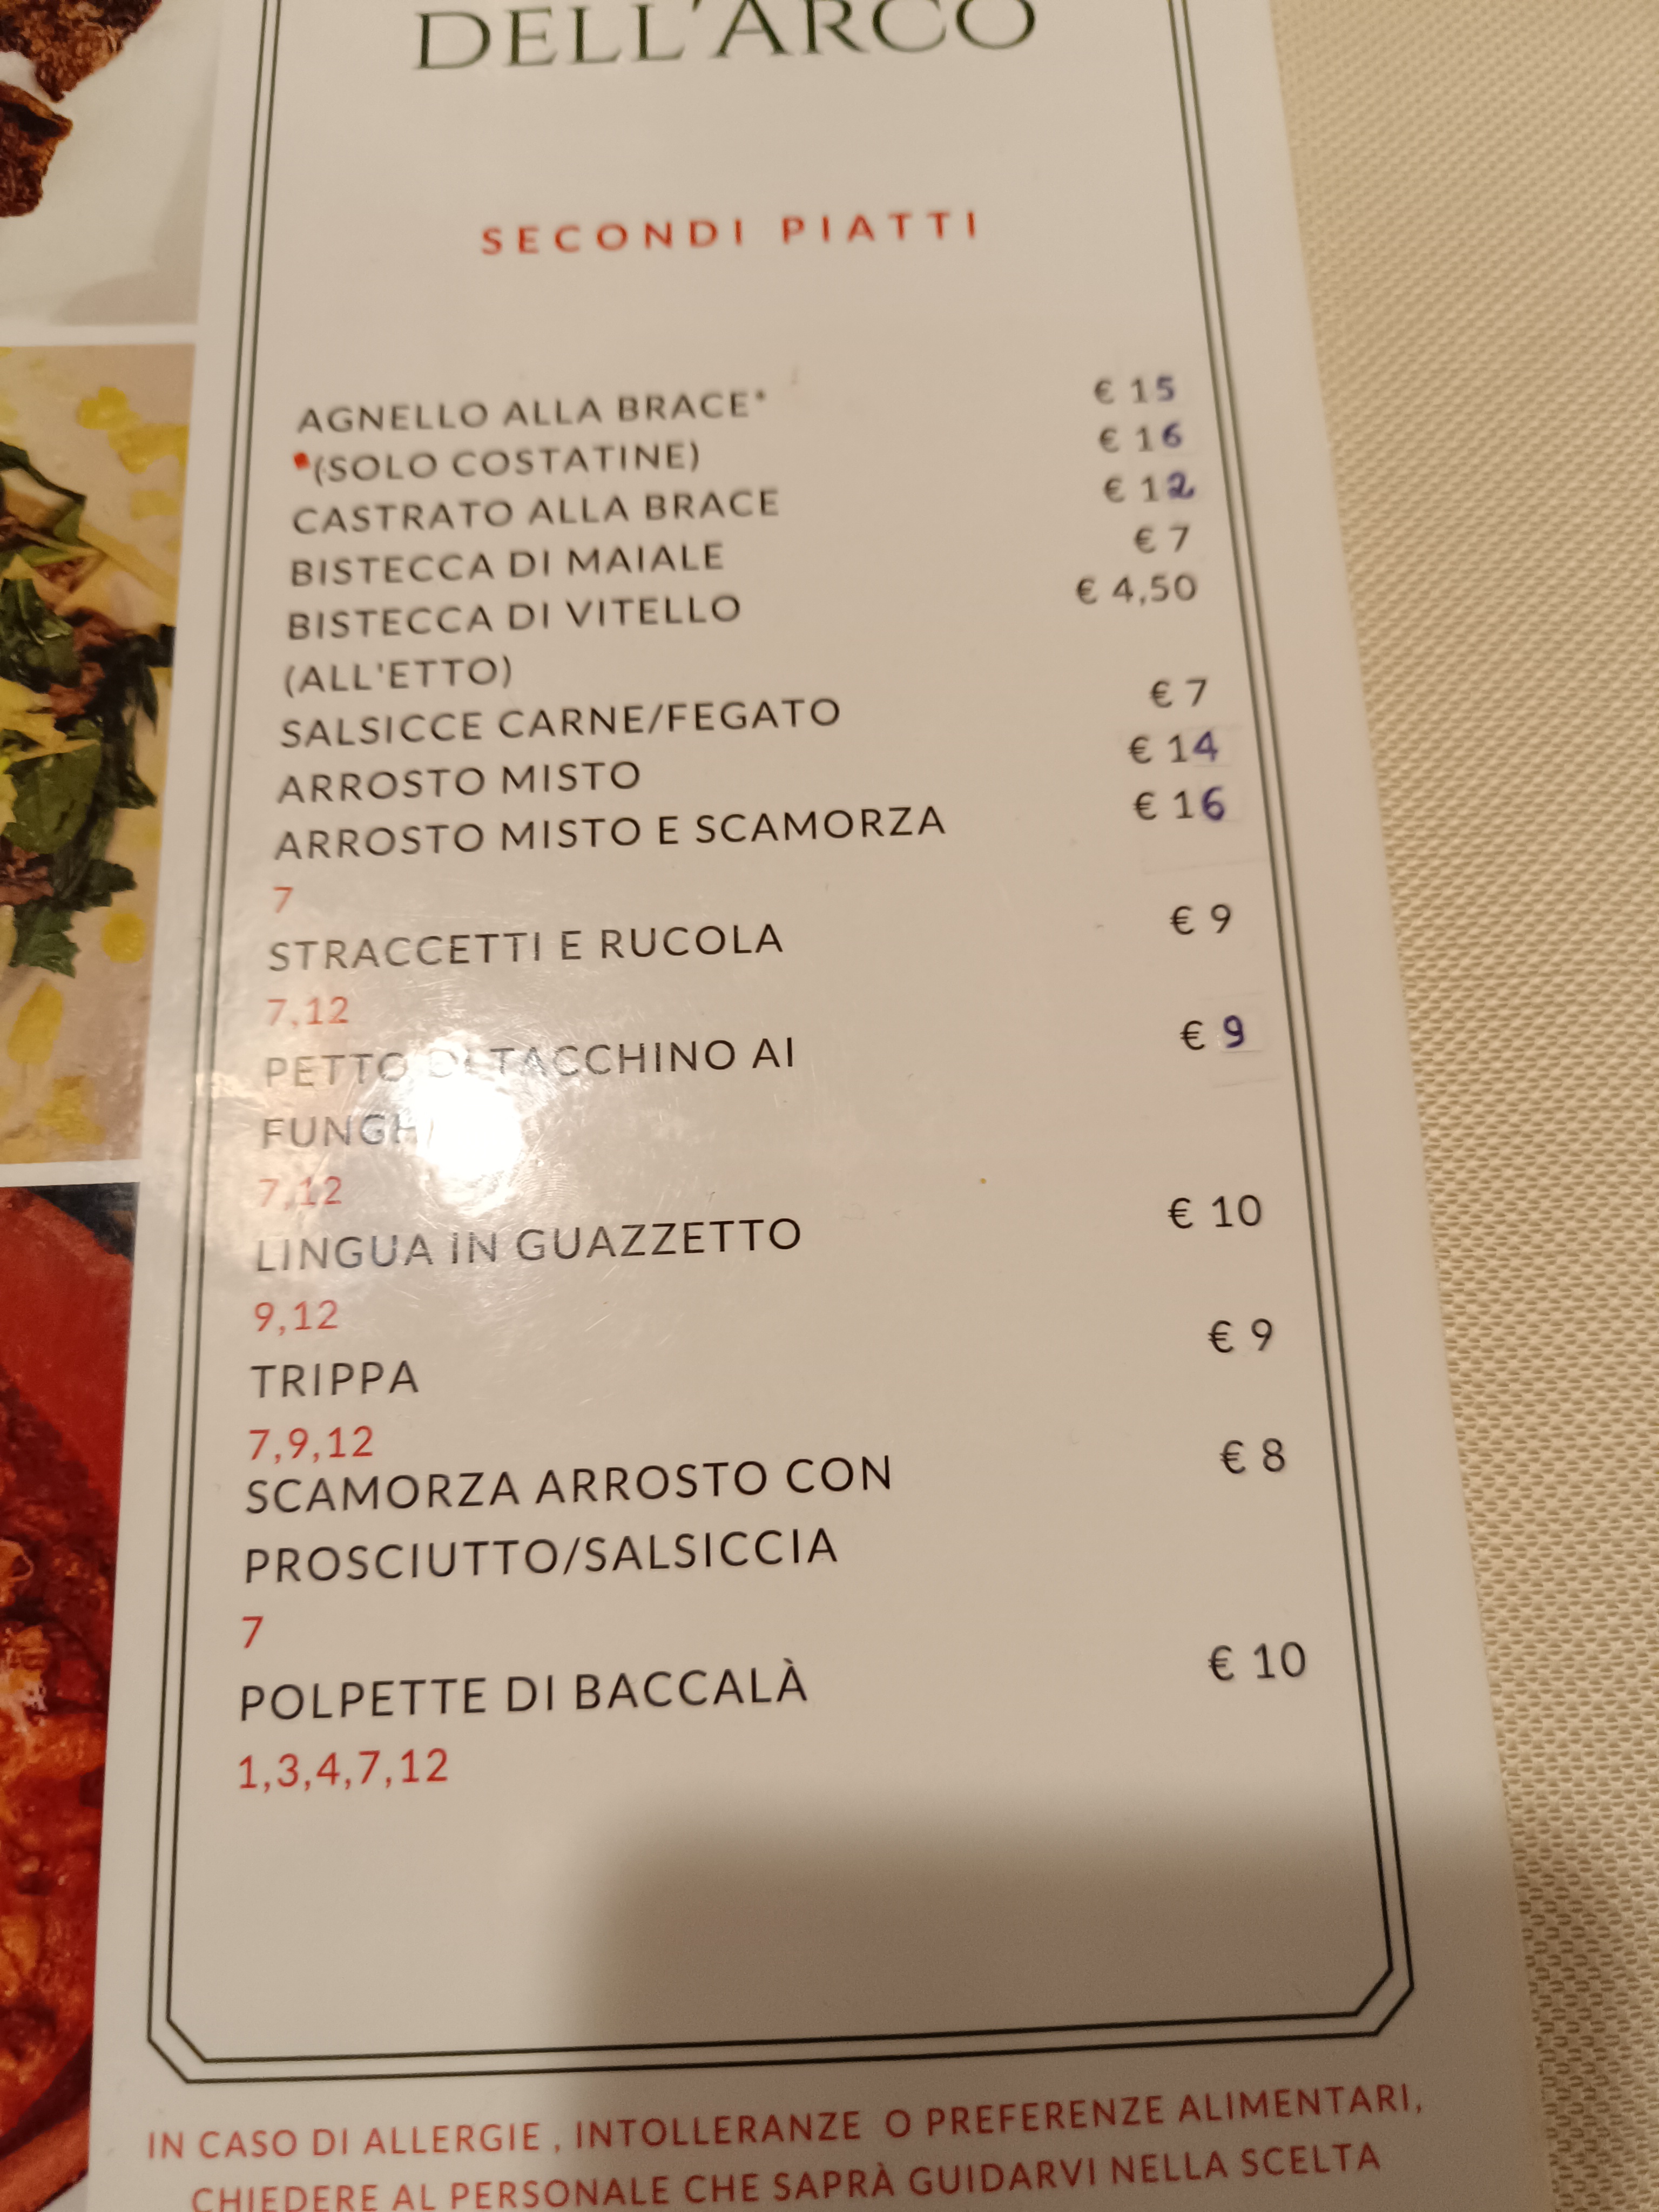 DELL'ARCO
SECONDI PIATTI
AGNELLO ALLA BRACE* € 15
*(SOLO COSTATINE) € 16
CASTRATO ALLA BRACE € 12
BISTECCA DI MAIALE € 7
BISTECCA DI VITELLO € 4,50
(ALL'ETTO)
SALSICCE CARNE/FEGATO € 7
ARROSTO MISTO € 14
ARROSTO MISTO E SCAMORZA € 16
7
STRACCETTI E RUCOLA € 9
7,12
PETTO DI TACCHINO AI € 9
FUNGHI
7,12
LINGUA IN GUAZZETTO € 10
9,12
TRIPPA € 9
7,9,12
SCAMORZA ARROSTO CON € 8
PROSCIUTTO/SALSICCIA
7
POLPETTE DI BACCALÀ € 10
1,3,4,7,12
IN CASO DI ALLERGIE , INTOLLERANZE O PREFERENZE ALIMENTARI,
CHIEDERE AL PERSONALE CHE SAPRÀ GUIDARVI NELLA SCELTA